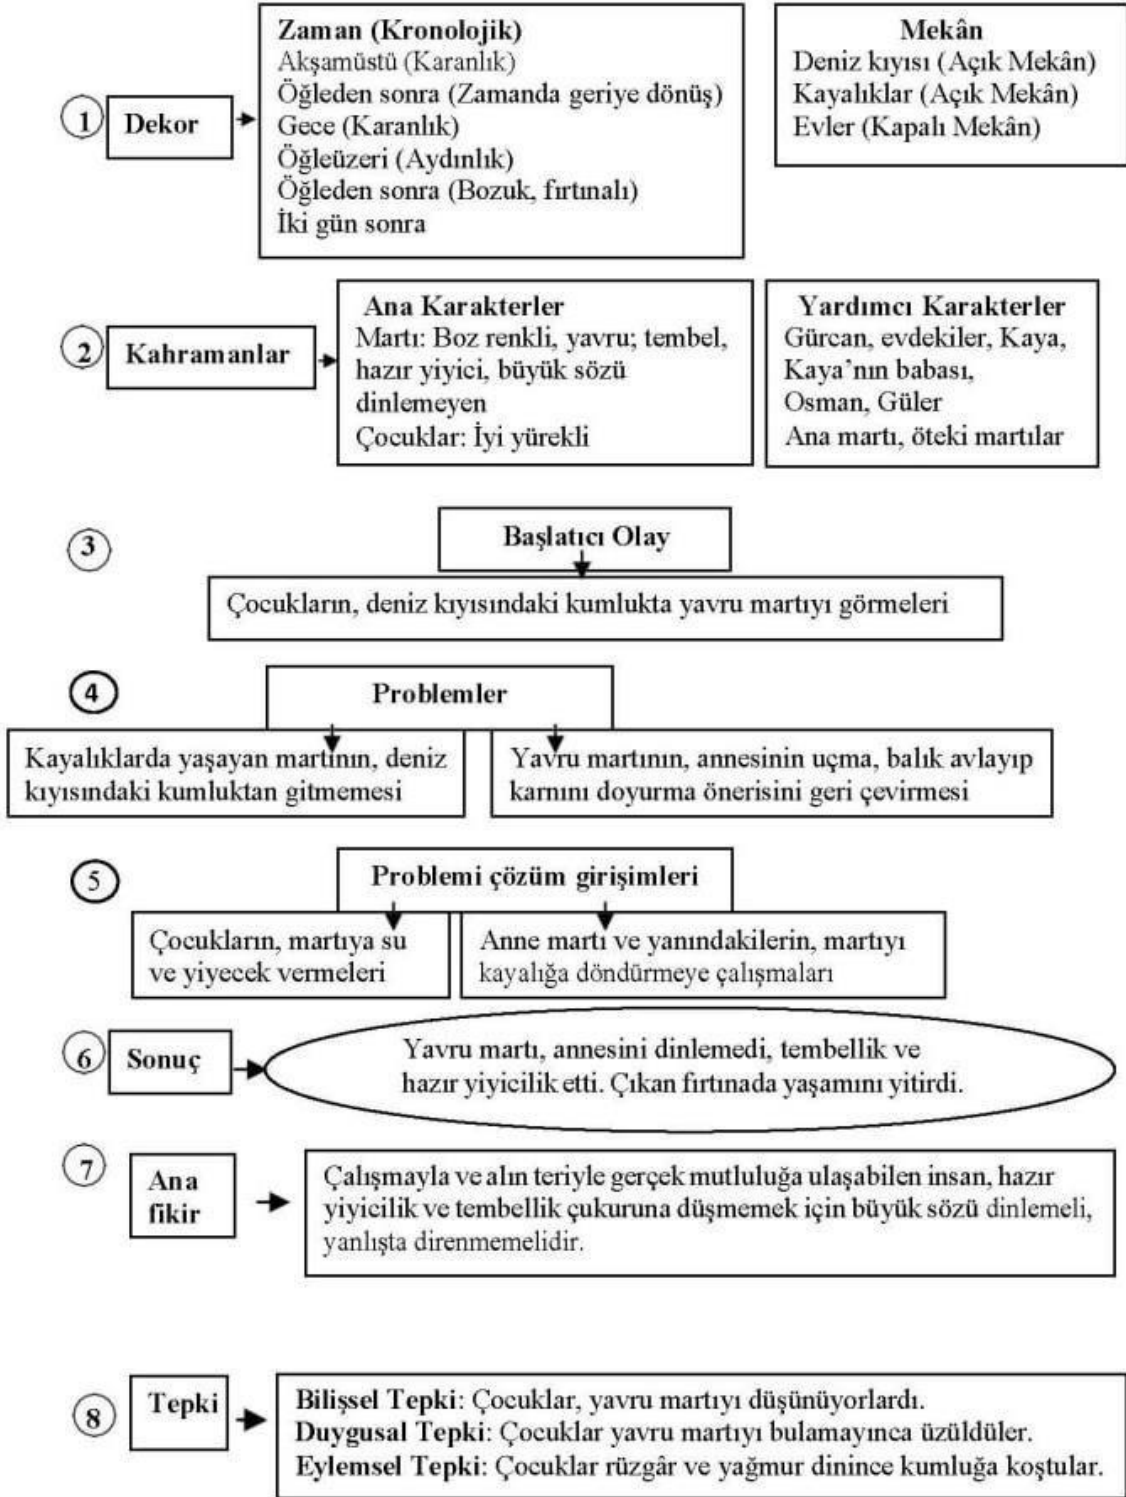 Zaman (Kronolojik)
Akşamüstü (Karanlık)
Öğleden sonra (Zamanda geriye dönüş)
Gece (Karanlık)
Öğleüzeri (Aydınlık)
Öğleden sonra (Bozuk, fırtınalı)
İki gün sonra
Mekân
Deniz kıyısı (Açık Mekân)
Kayalıklar (Açık Mekân)
Evler (Kapalı Mekân)
1 Dekor
Ana Karakterler
Martı: Boz renkli, yavru; tembel,
hazır yiyici, büyük sözü
dinlemeyen
Çocuklar: İyi yürekli
Yardımcı Karakterler
Gürcan, evdekiler, Kaya,
Kaya’nın babası,
Osman, Güler
Ana martı, öteki martılar
2 Kahramanlar
3 Başlatıcı Olay
Çocukların, deniz kıyısındaki kumlukta yavru martıyı görmeleri
4 Problemler
Kayalıklarda yaşayan martının, deniz
kıyısındaki kumluktan gitmemesi
Yavru martının, annesinin uçma, balık avlayıp
karnını doyurma önerisini geri çevirmesi
5 Problemi çözüm girişimleri
Çocukların, martıya su
ve yiyecek vermeleri
Anne martı ve yanındakilerin, martıyı
kayalığa döndürmeye çalışmaları
6 Sonuç
Yavru martı, annesini dinlemedi, tembellik ve
hazır yiyicilik etti. Çıkan fırtınada yaşamını yitirdi.
7 Ana
fikir
Çalışmayla ve alın teriyle gerçek mutluluğa ulaşabilen insan, hazır
yiyicilik ve tembellik çukuruna düşmemek için büyük sözü dinlemeli,
yanlışta direnmemelidir.
8 Tepki
Bilişsel Tepki: Çocuklar, yavru martıyı düşünüyorlardı.
Duygusal Tepki: Çocuklar yavru martıyı bulamayınca üzüldüler.
Eylemsel Tepki: Çocuklar rüzgâr ve yağmur dinince kumluğa koştular.